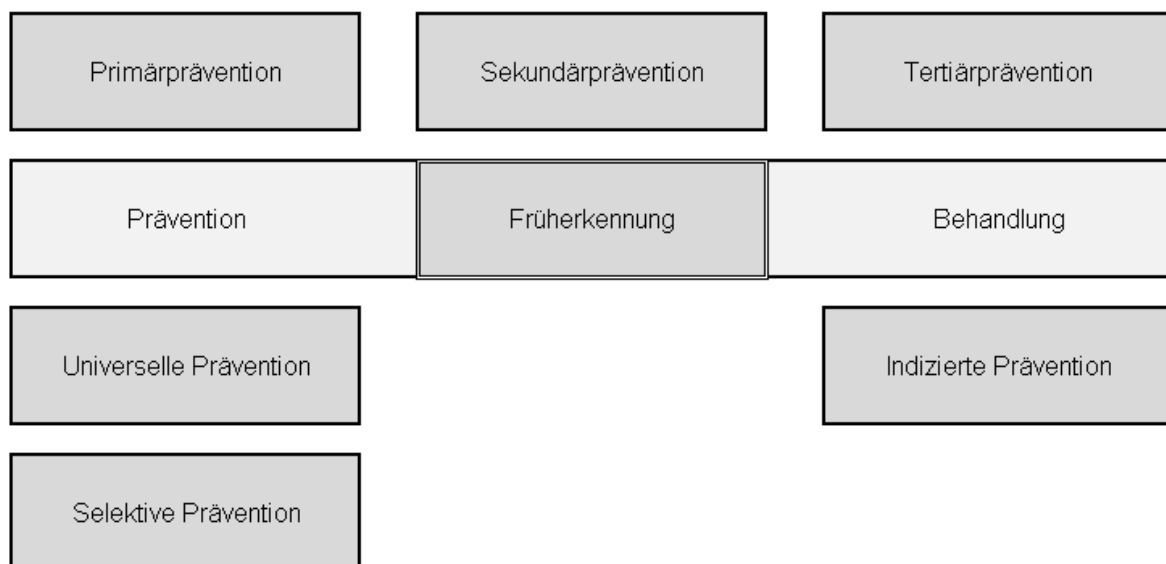 Primärprävention
Sekundärprävention
Tertiärprävention
Prävention
Früherkennung
Behandlung
Universelle Prävention
Indizierte Prävention
Selektive Prävention